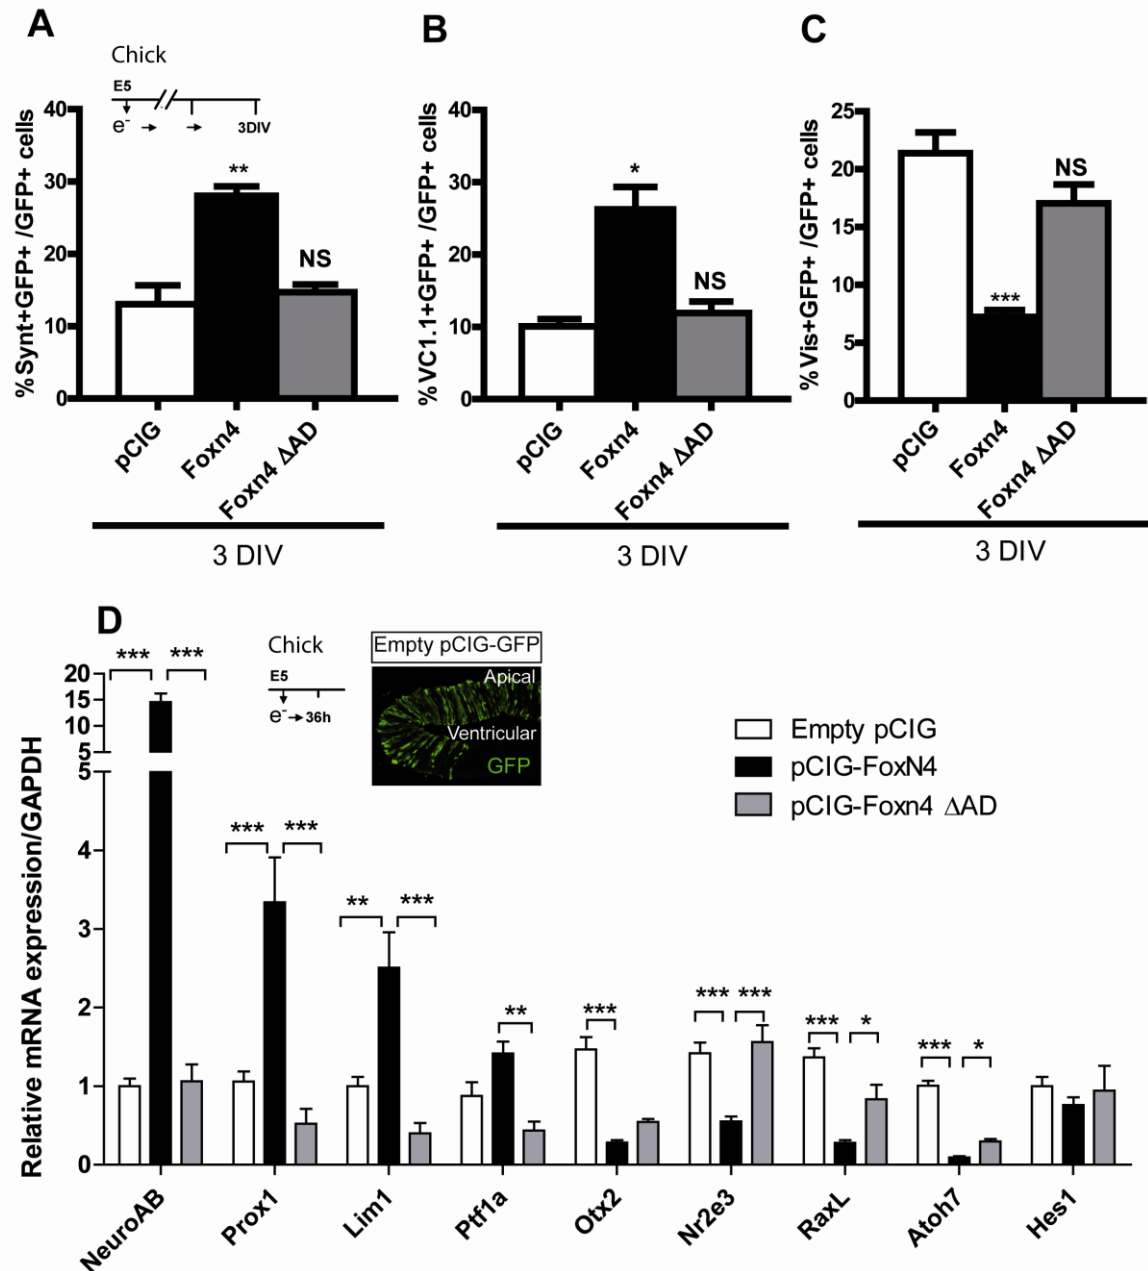 A
Chick
E5
e⁻
3DIV
%Synt+GFP+ /GFP+ cells
40
30
20
10
0
**
NS
pCIG
Foxn4
Foxn4 ΔAD
3 DIV
B
%VC1.1+GFP+ /GFP+ cells
40
30
20
10
0
*
NS
pCIG
Foxn4
Foxn4 ΔAD
3 DIV
C
%Vis+GFP+ /GFP+ cells
25
20
15
10
5
0
***
NS
pCIG
Foxn4
Foxn4 ΔAD
3 DIV
D
Chick
E5
e⁻
36h
Empty pCIG-GFP
Apical
Ventricular
GFP
Empty pCIG
pCIG-FoxN4
pCIG-Foxn4 ΔAD
Relative mRNA expression/GAPDH
20
15
10
5
5
4
3
2
1
0
*** ***
*** ***
** ***
**
***
*** ***
*** *
*** *
NeuroAB
Prox1
Lim1
Ptf1a
Otx2
Nr2e3
RaxL
Atoh7
Hes1